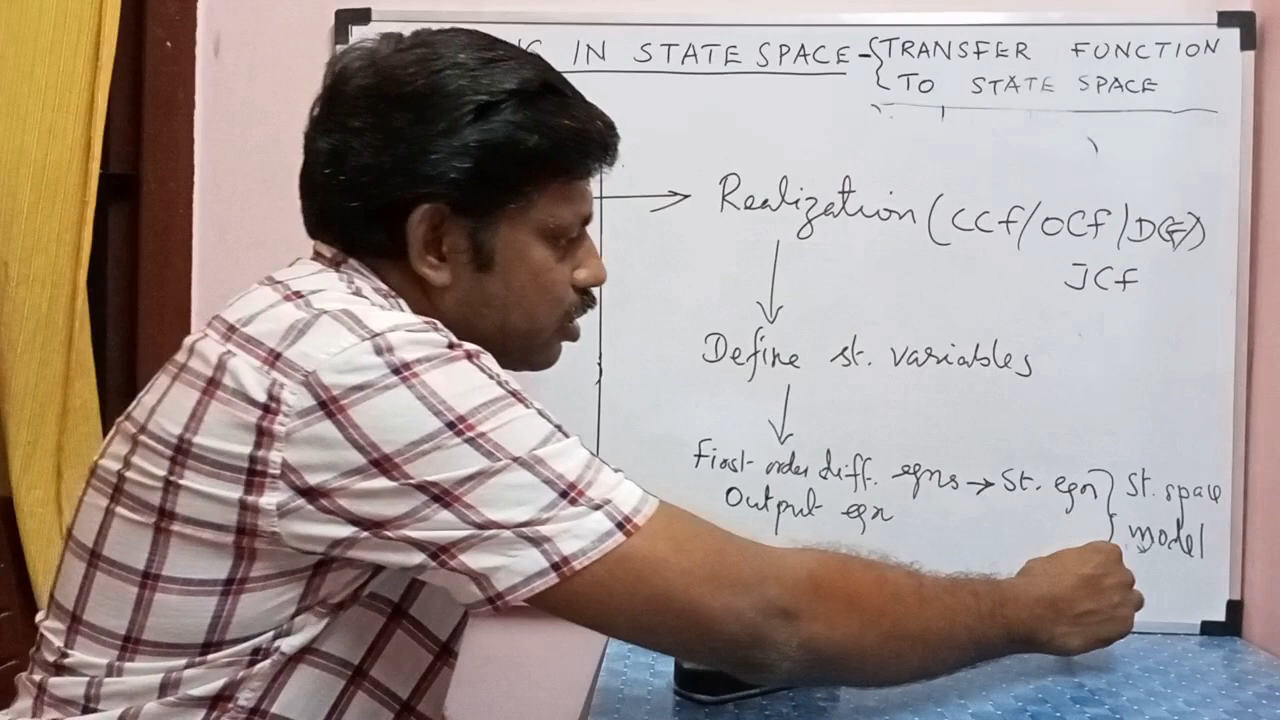 IN STATE SPACE - { TRANSFER FUNCTION
TO STATE SPACE
→ Realization (CCf/OCf/DCf)
JCf
Define st. variables
First-order diff. eqns → St. eqn } St. space
Output eqn
model